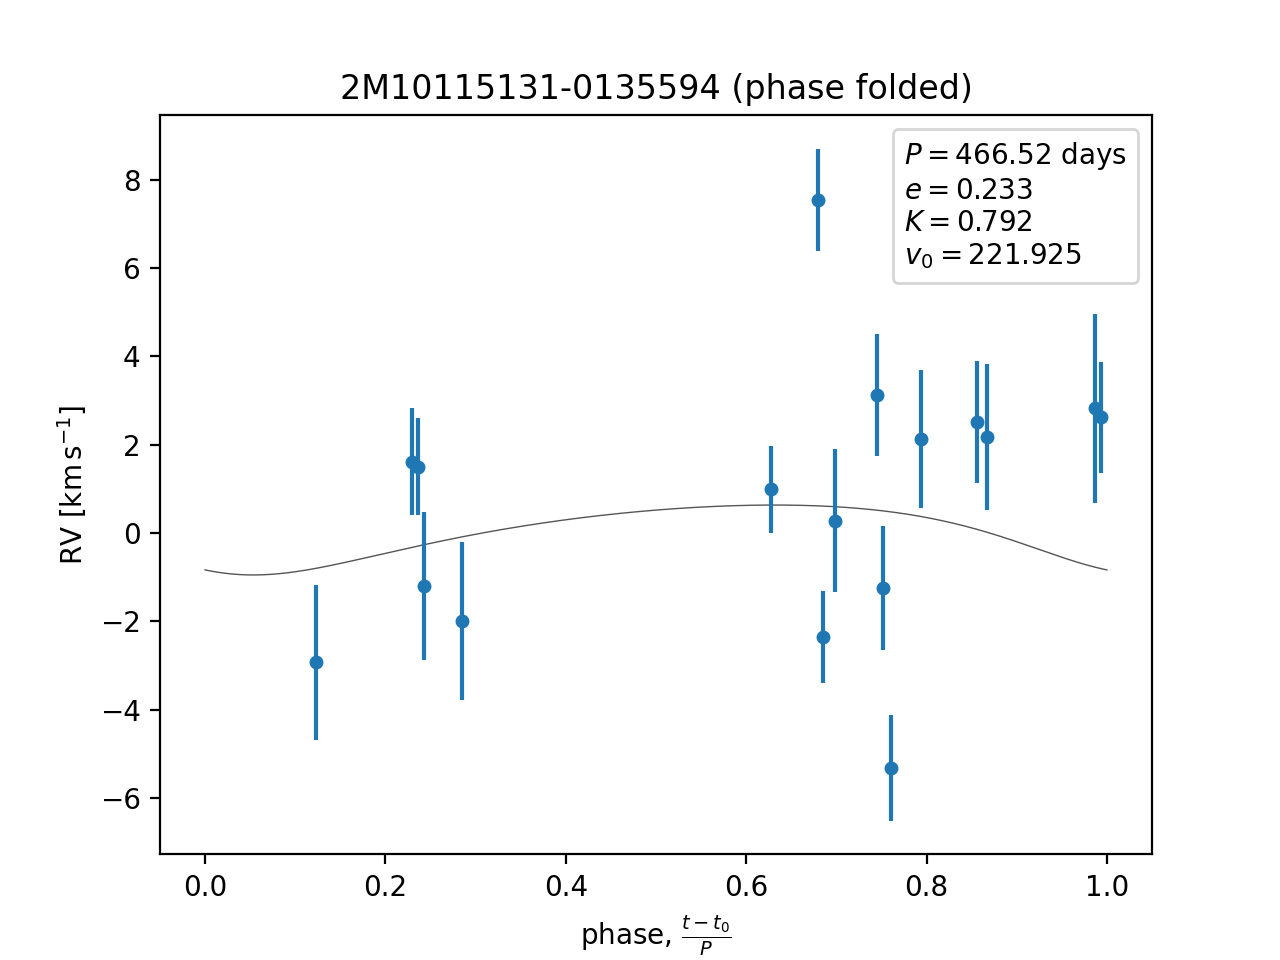 2M10115131-0135594 (phase folded)
P = 466.52 days
e = 0.233
K = 0.792
v₀ = 221.925
8
6
4
2
0
−2
−4
−6
RV [km s⁻¹]
0.0 0.2 0.4 0.6 0.8 1.0
phase, (t − t₀)/P